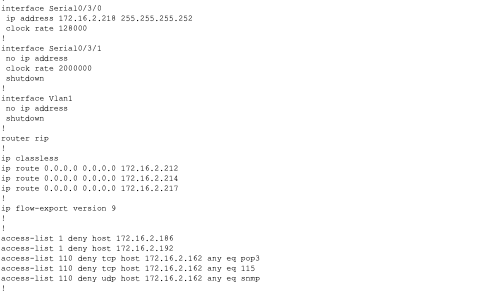 interface Serial0/3/0
 ip address 172.16.2.218 255.255.255.252
 clock rate 128000
!
interface Serial0/3/1
 no ip address
 clock rate 2000000
 shutdown
!
interface Vlan1
 no ip address
 shutdown
!
router rip
!
ip classless
ip route 0.0.0.0 0.0.0.0 172.16.2.212
ip route 0.0.0.0 0.0.0.0 172.16.2.214
ip route 0.0.0.0 0.0.0.0 172.16.2.217
!
ip flow-export version 9
!
!
access-list 1 deny host 172.16.2.186
access-list 1 deny host 172.16.2.192
access-list 110 deny tcp host 172.16.2.162 any eq pop3
access-list 110 deny tcp host 172.16.2.162 any eq 115
access-list 110 deny udp host 172.16.2.162 any eq snmp
!